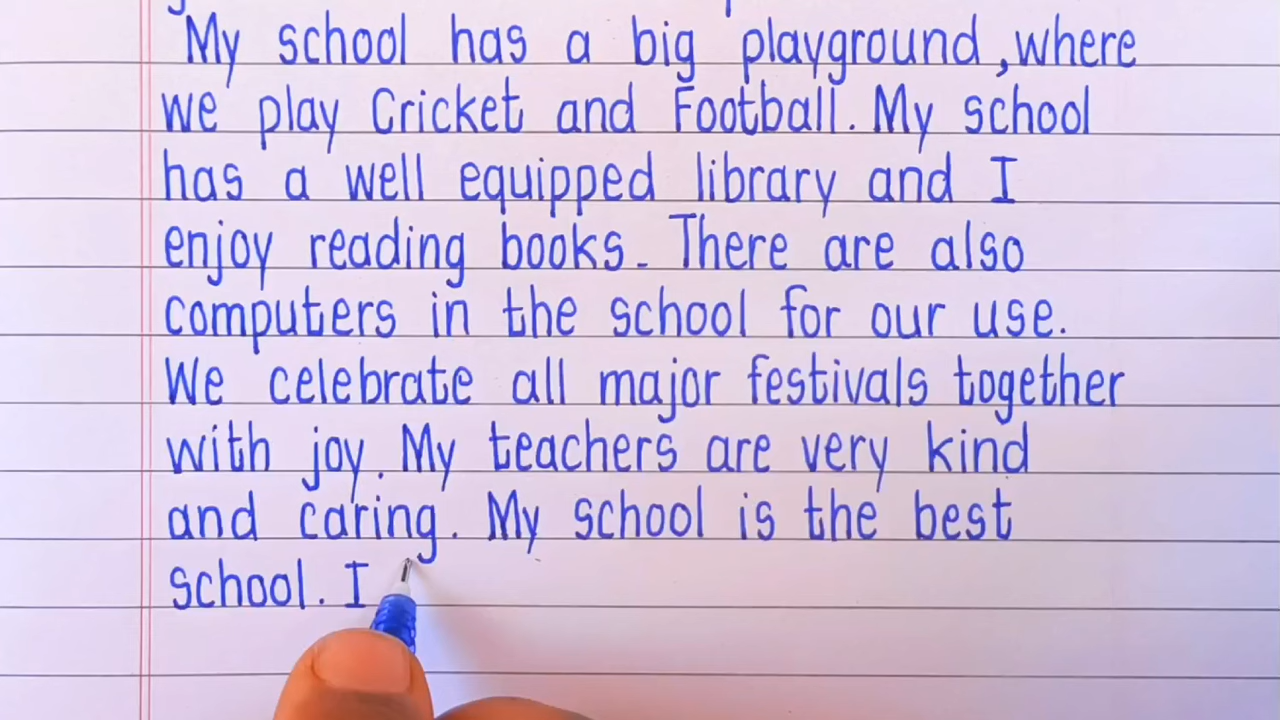 My school has a big playground, where
we play Cricket and Football. My school
has a well equipped library and I
enjoy reading books. There are also
computers in the school for our use.
We celebrate all major festivals together
with joy. My teachers are very kind
and caring. My school is the best
school. I